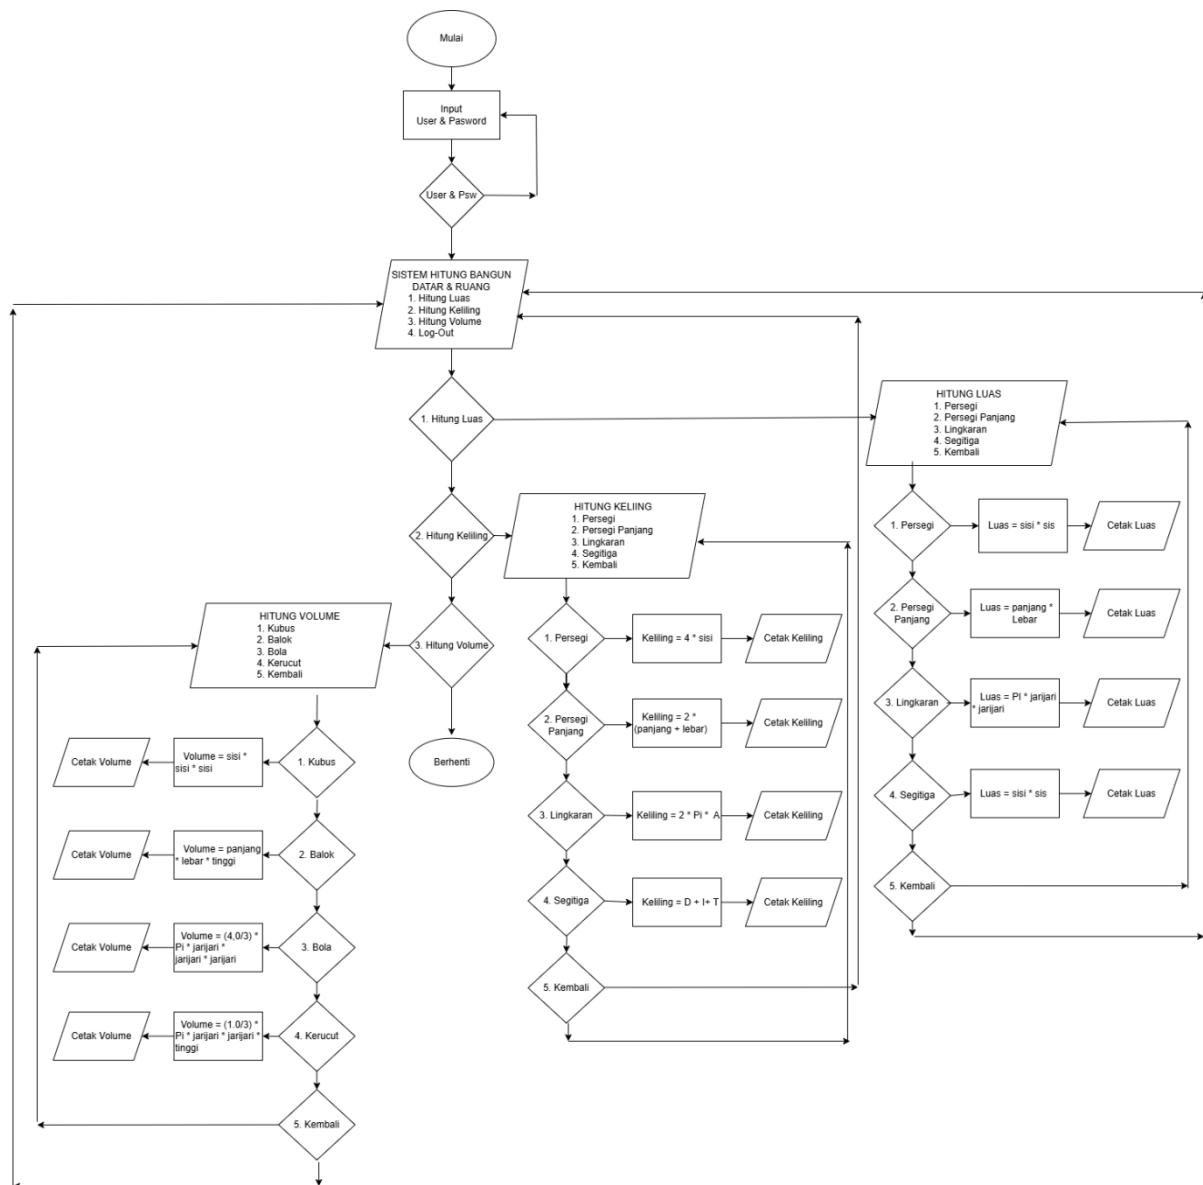 Mulai
Input
User & Pasword
User & Psw
SISTEM HITUNG BANGUN
DATAR & RUANG
1. Hitung Luas
2. Hitung Keliling
3. Hitung Volume
4. Log-Out
1. Hitung Luas
2. Hitung Keliling
3. Hitung Volume
Berhenti
HITUNG LUAS
1. Persegi
2. Persegi Panjang
3. Lingkaran
4. Segitiga
5. Kembali
1. Persegi
Luas = sisi * sis
Cetak Luas
2. Persegi
Panjang
Luas = panjang *
Lebar
Cetak Luas
3. Lingkaran
Luas = PI * jarijari
* jarijari
Cetak Luas
4. Segitiga
Luas = sisi * sis
Cetak Luas
5. Kembali
HITUNG KELIING
1. Persegi
2. Persegi Panjang
3. Lingkaran
4. Segitiga
5. Kembali
1. Persegi
Keliling = 4 * sisi
Cetak Keliling
2. Persegi
Panjang
Keliling = 2 *
(panjang + lebar)
Cetak Keliling
3. Lingkaran
Keliling = 2 * Pi * A
Cetak Keliling
4. Segitiga
Keliling = D + I+ T
Cetak Keliling
5. Kembali
HITUNG VOLUME
1. Kubus
2. Balok
3. Bola
4. Kerucut
5. Kembali
1. Kubus
Volume = sisi *
sisi * sisi
Cetak Volume
2. Balok
Volume = panjang
* lebar * tinggi
Cetak Volume
3. Bola
Volume = (4,0/3) *
Pi * jarijari *
jarijari * jarijari
Cetak Volume
4. Kerucut
Volume = (1.0/3) *
Pi * jarijari * jarijari *
tinggi
Cetak Volume
5. Kembali